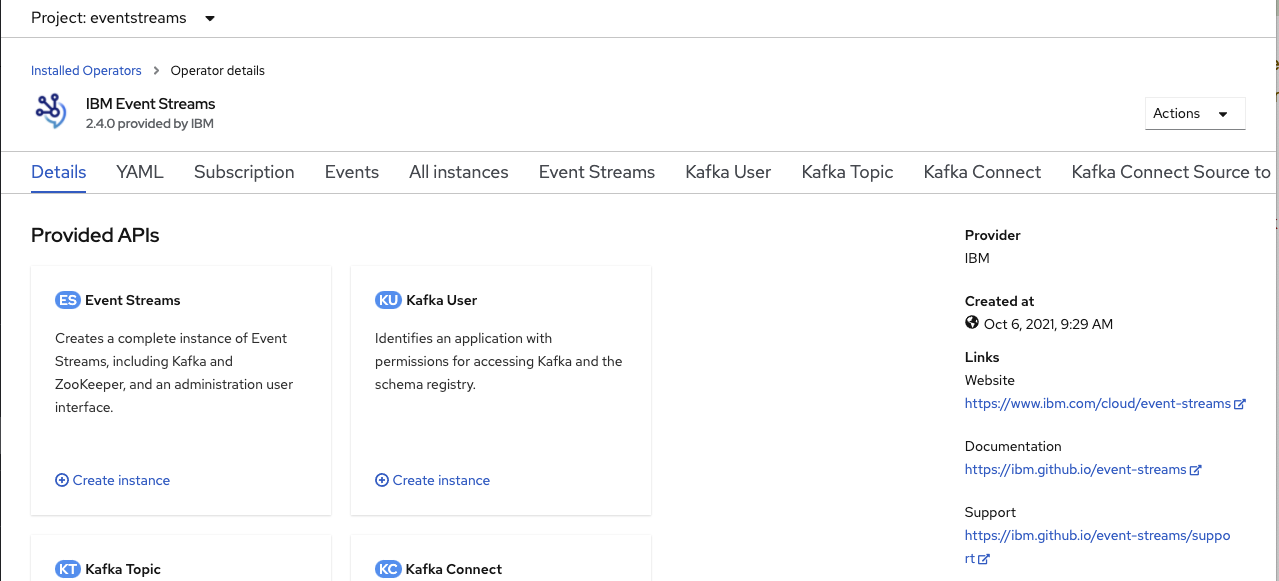 Project: eventstreams
Installed Operators > Operator details
IBM Event Streams
2.4.0 provided by IBM
Actions
Details YAML Subscription Events All instances Event Streams Kafka User Kafka Topic Kafka Connect Kafka Connect Source to
Provided APIs
ES Event Streams
Creates a complete instance of Event
Streams, including Kafka and
ZooKeeper, and an administration user
interface.
Create instance
KU Kafka User
Identifies an application with
permissions for accessing Kafka and the
schema registry.
Create instance
KT Kafka Topic
KC Kafka Connect
Provider
IBM
Created at
Oct 6, 2021, 9:29 AM
Links
Website
https://www.ibm.com/cloud/event-streams
Documentation
https://ibm.github.io/event-streams
Support
https://ibm.github.io/event-streams/suppo
rt